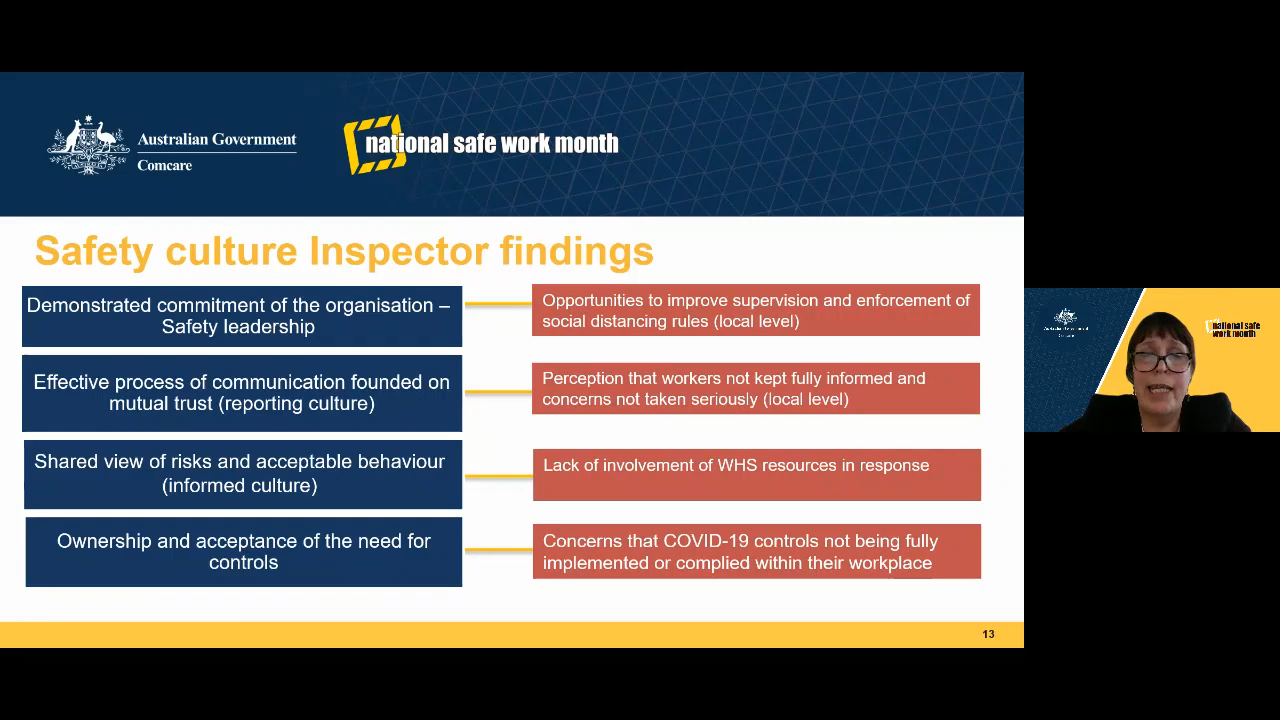 Australian Government
Comcare
national safe work month
Safety culture Inspector findings
Demonstrated commitment of the organisation –
Safety leadership
Opportunities to improve supervision and enforcement of
social distancing rules (local level)
Effective process of communication founded on
mutual trust (reporting culture)
Perception that workers not kept fully informed and
concerns not taken seriously (local level)
Shared view of risks and acceptable behaviour
(informed culture)
Lack of involvement of WHS resources in response
Ownership and acceptance of the need for
controls
Concerns that COVID-19 controls not being fully
implemented or complied within their workplace
13
Australian Government
Comcare
national safe
work month